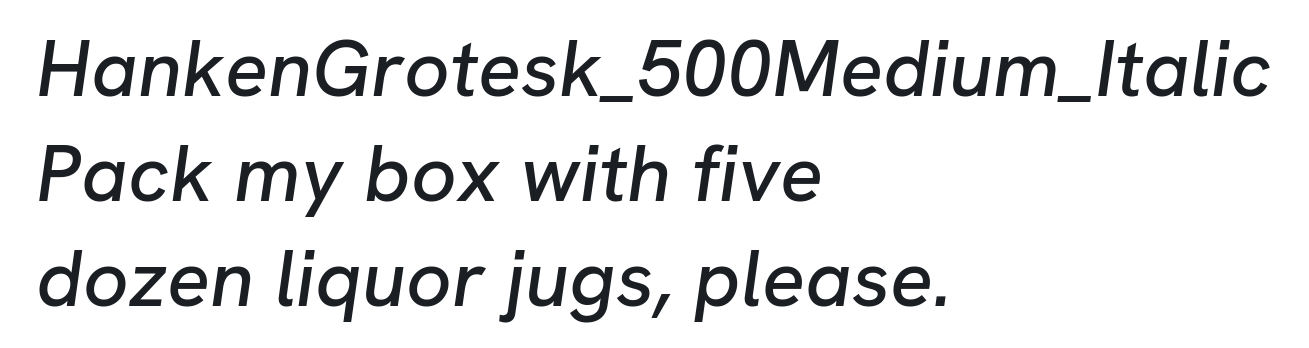 HankenGrotesk_500Medium_Italic
Pack my box with five
dozen liquor jugs, please.